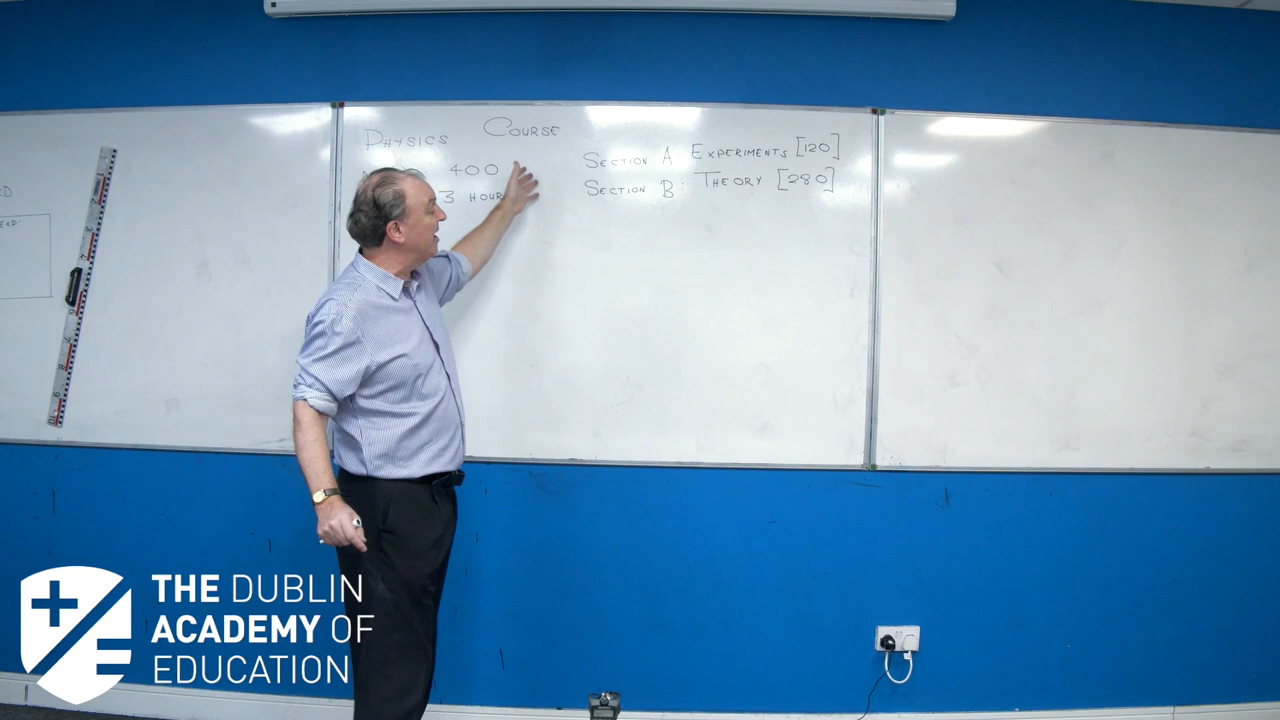 PHYSICS COURSE
400
3 HOUR
SECTION A EXPERIMENTS [120]
SECTION B: THEORY [280]
THE DUBLIN
ACADEMY OF
EDUCATION